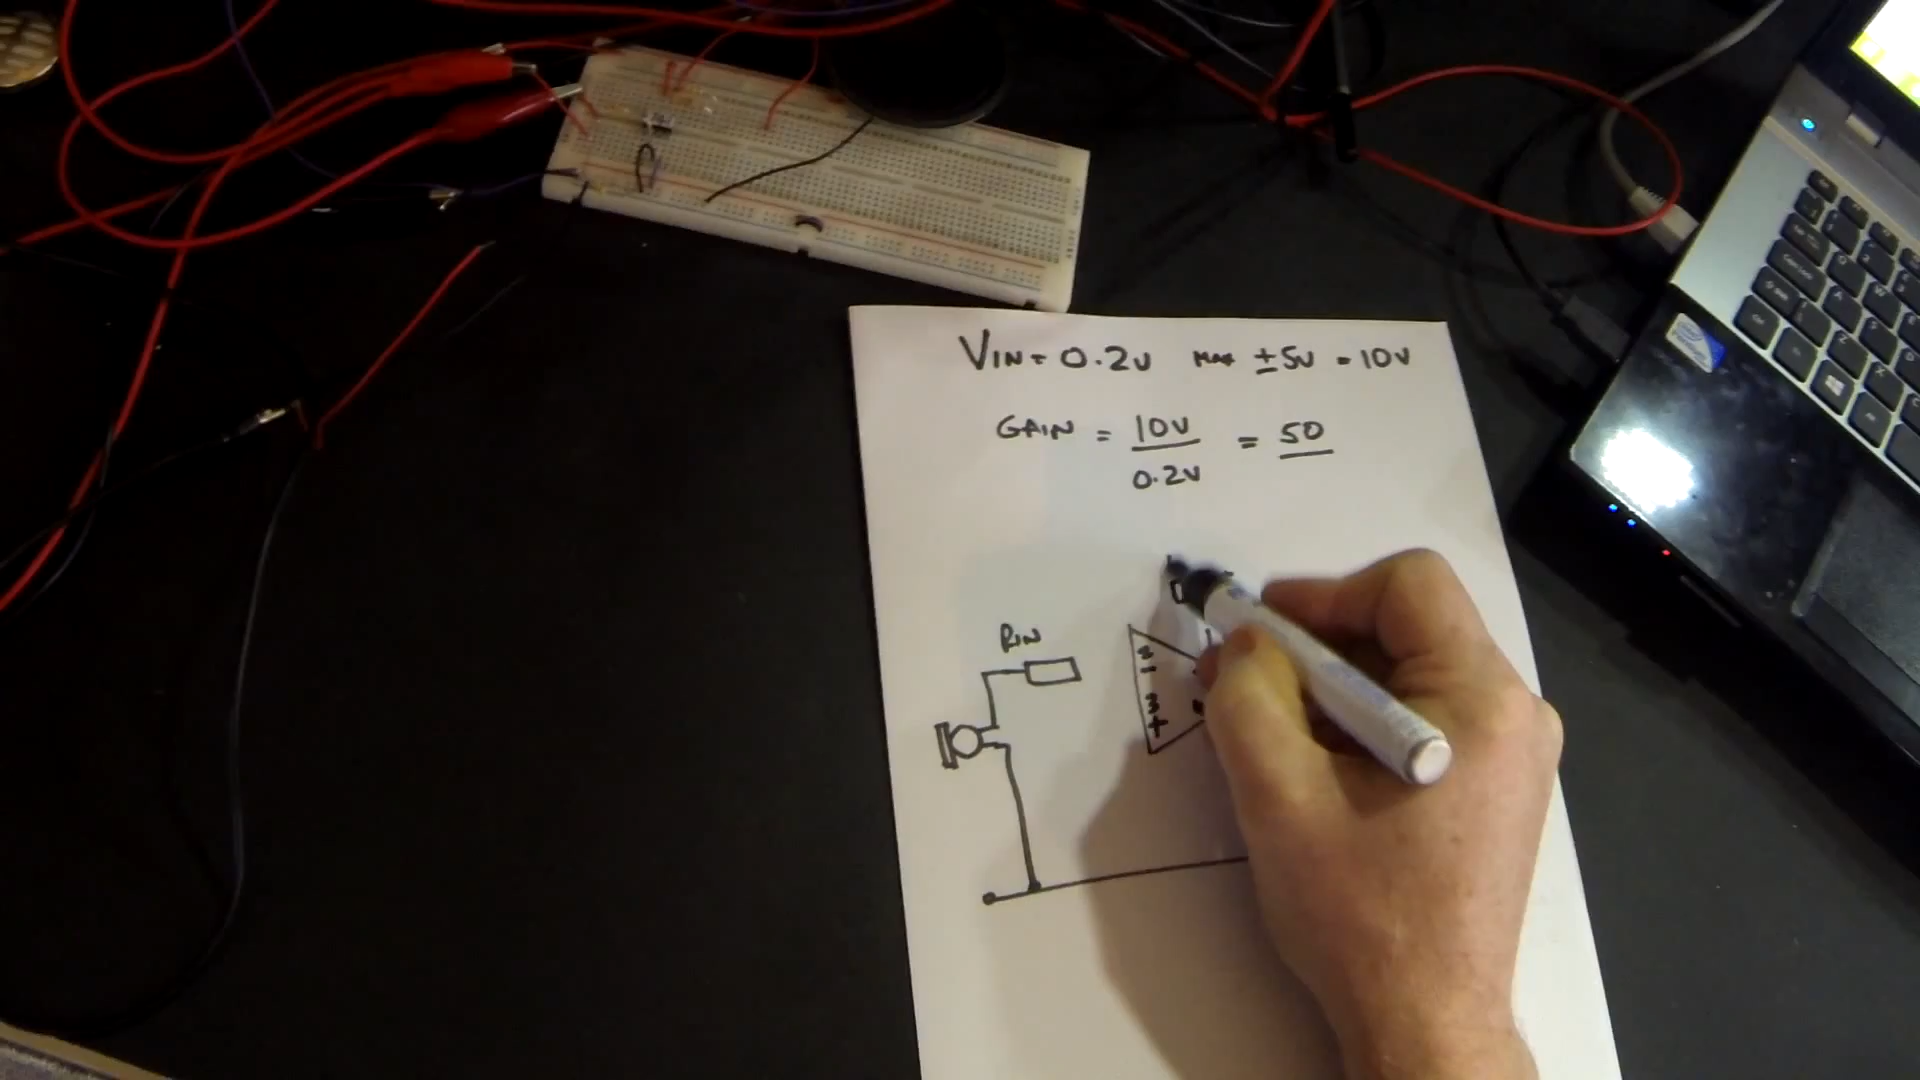 VIN = 0.2V MAX ±5V = 10V
GAIN = 10V = 50
0.2V
RIN
2
-
3
+